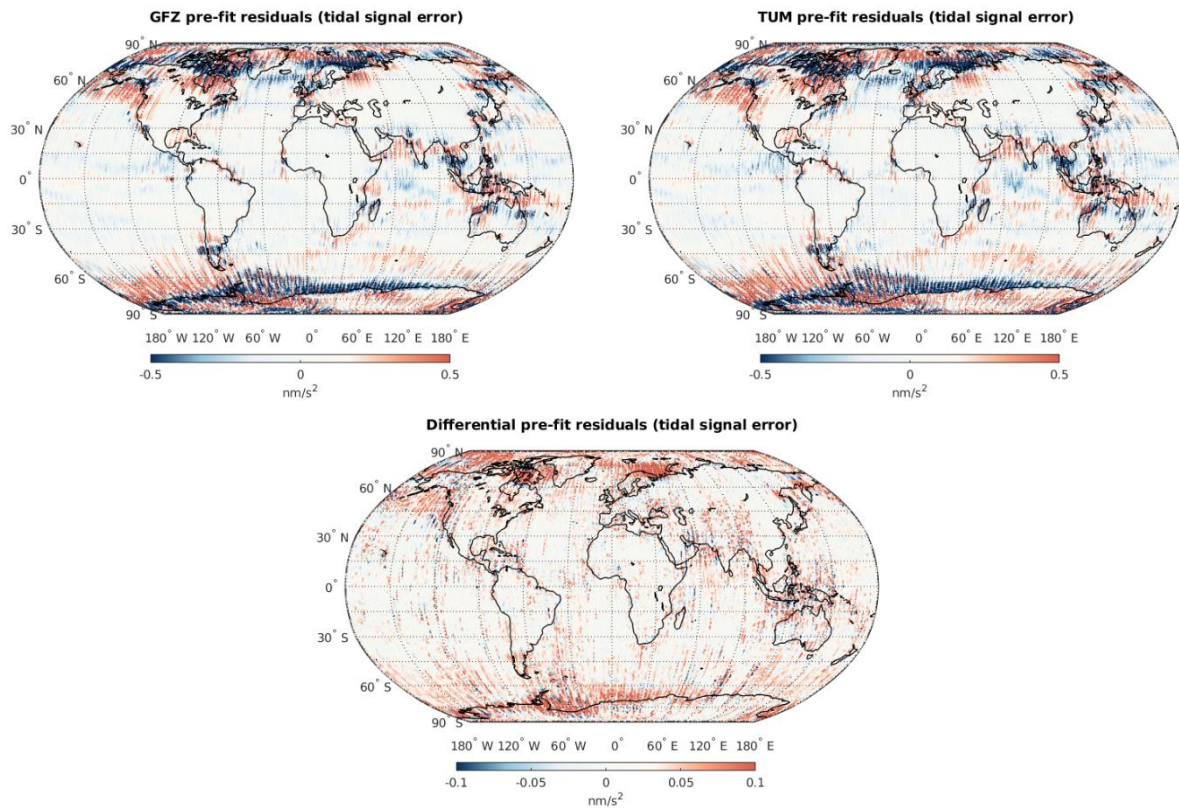 GFZ pre-fit residuals (tidal signal error)
90° N
60° N
30° N
0°
30° S
60° S
90° S
180° W 120° W 60° W 0° 60° E 120° E 180° E
-0.5 0 0.5
nm/s²
TUM pre-fit residuals (tidal signal error)
90° N
60° N
30° N
0°
30° S
60° S
90° S
180° W 120° W 60° W 0° 60° E 120° E 180° E
-0.5 0 0.5
nm/s²
Differential pre-fit residuals (tidal signal error)
90° N
60° N
30° N
0°
30° S
60° S
90° S
180° W 120° W 60° W 0° 60° E 120° E 180° E
-0.1 -0.05 0 0.05 0.1
nm/s²